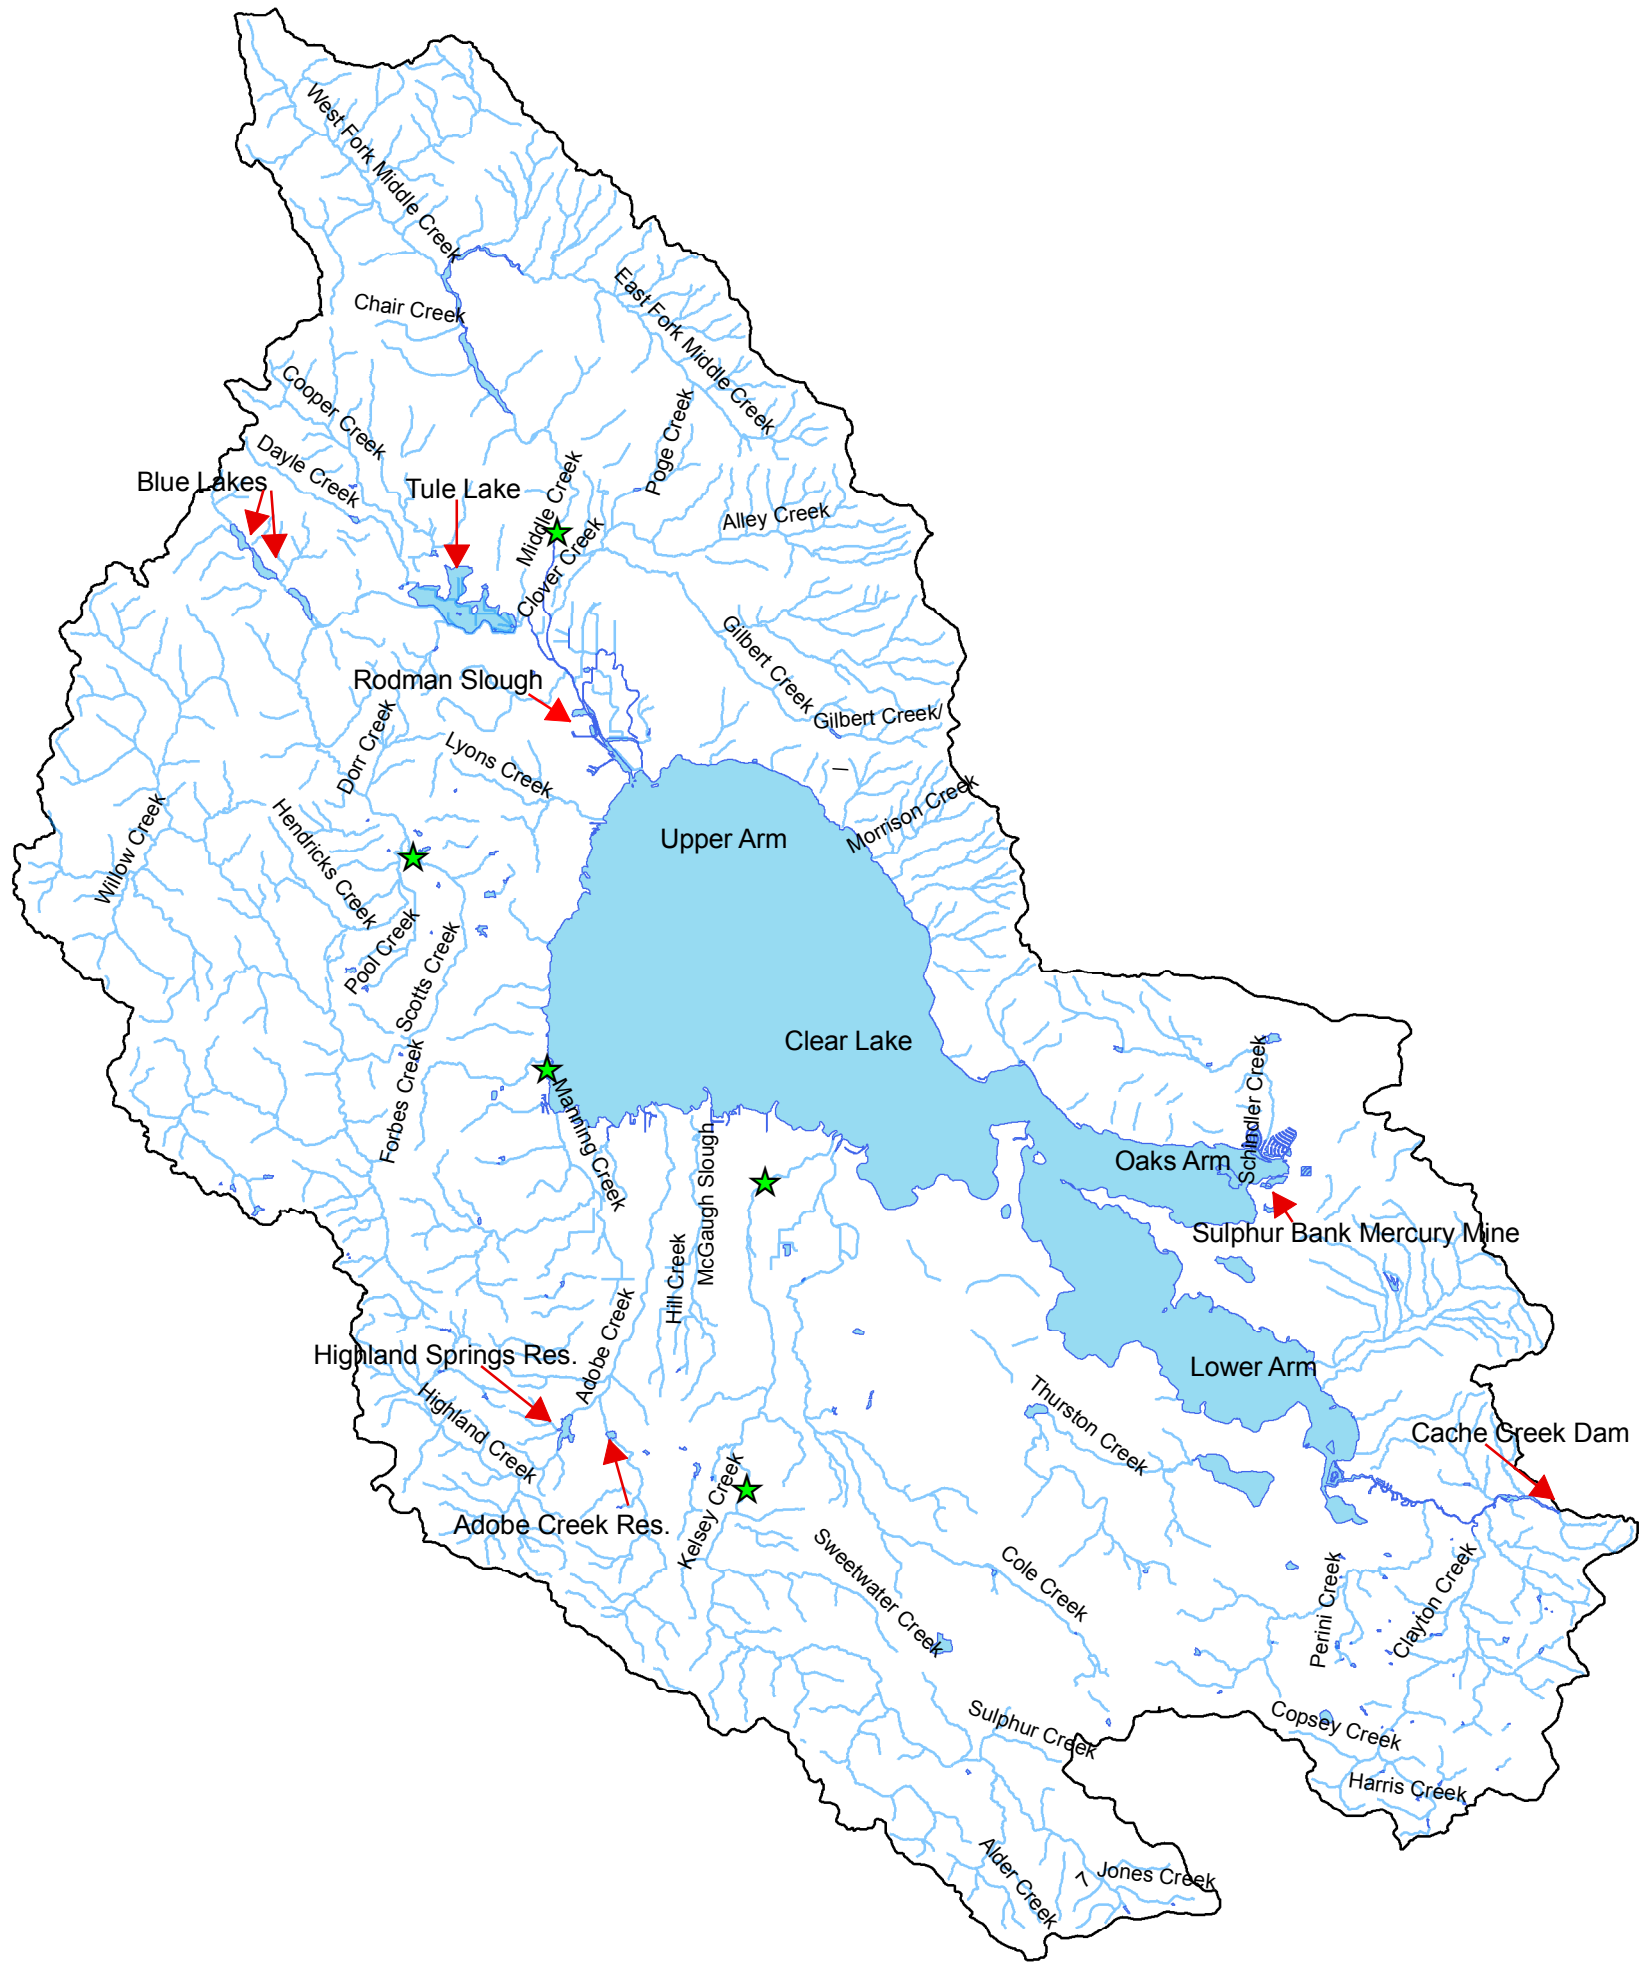 West Fork Middle Creek
East Fork Middle Creek
Chair Creek
Cooper Creek
Poge Creek
Dayle Creek
Blue Lakes
Tule Lake
Middle Creek
Alley Creek
Clover Creek
Gilbert Creek
Rodman Slough
Gilbert Creek/
Dorr Creek
Lyons Creek
Morrison Creek
Willow Creek
Hendricks Creek
Upper Arm
Pool Creek
Scotts Creek
Clear Lake
Forbes Creek
Manning Creek
Schindler Creek
Oaks Arm
McGaugh Slough
Sulphur Bank Mercury Mine
Hill Creek
Adobe Creek
Highland Springs Res.
Lower Arm
Highland Creek
Thurston Creek
Cache Creek Dam
Adobe Creek Res.
Kelsey Creek
Sweetwater Creek
Cole Creek
Perini Creek
Clayton Creek
Sulphur Creek
Copsey Creek
Harris Creek
Alder Creek
7
Jones Creek